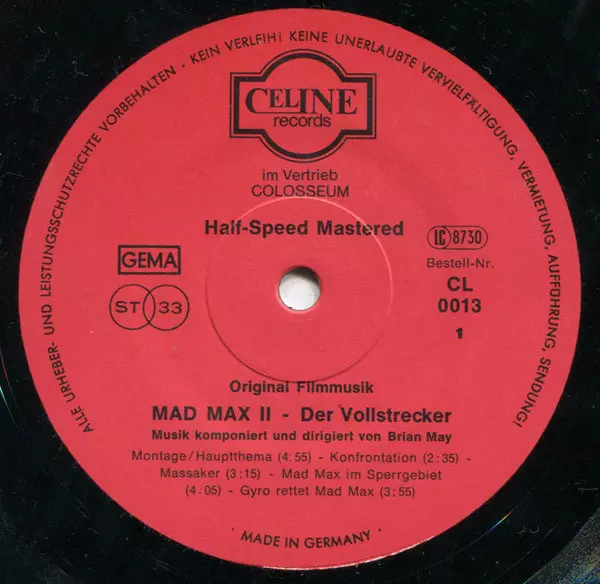 ALLE URHEBER- UND LEISTUNGSSCHUTZRECHTE VORBEHALTEN - KEIN VERLEIH! KEINE UNERLAUBTE VERVIELFÄLTIGUNG, VERMIETUNG, AUFFÜHRUNG, SENDUNG!
CELINE
records
im Vertrieb
COLOSSEUM
Half-Speed Mastered
LC 8730
GEMA
Bestell-Nr.
CL
0013
ST 33
1
Original Filmmusik
MAD MAX II - Der Vollstrecker
Musik komponiert und dirigiert von Brian May
Montage/Hauptthema (4:55) - Konfrontation (2:35) -
Massaker (3:15) - Mad Max im Sperrgebiet
(4:05) - Gyro rettet Mad Max (3:55)
· MADE IN GERMANY ·